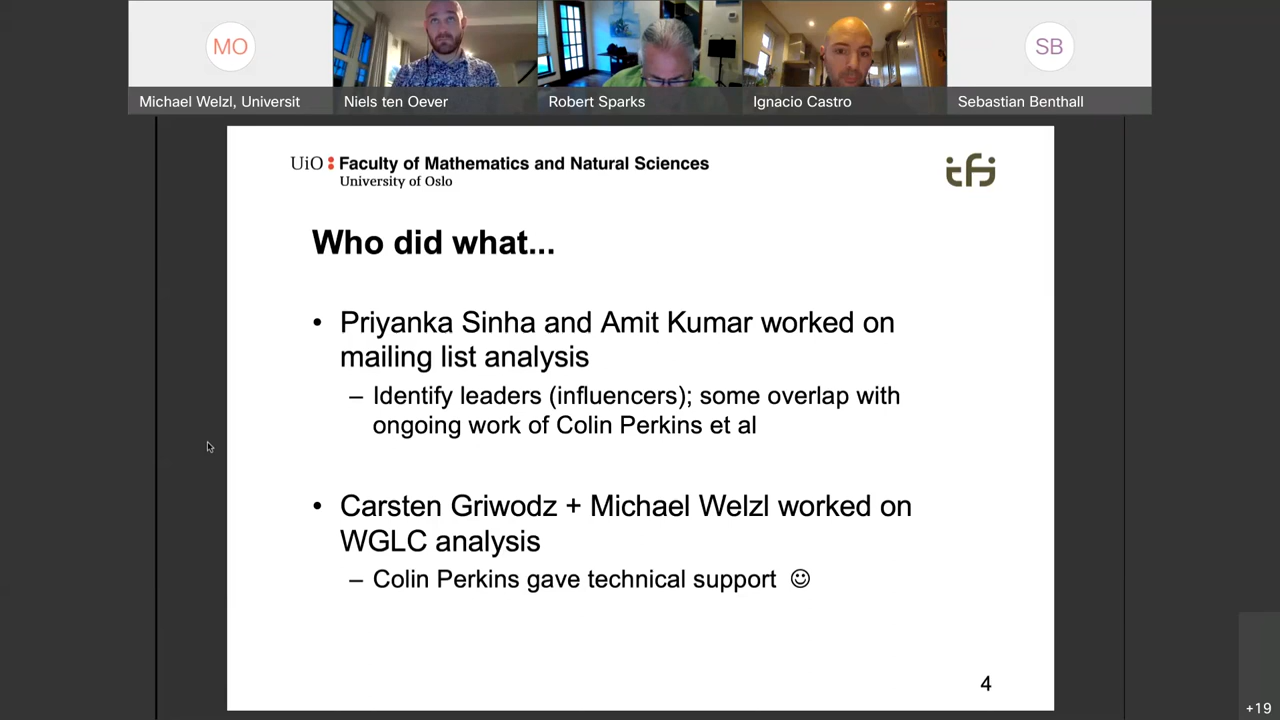 MO
SB
Michael Welzl, Universit
Niels ten Oever
Robert Sparks
Ignacio Castro
Sebastian Benthall
UiO: Faculty of Mathematics and Natural Sciences
University of Oslo
ifi
Who did what...
• Priyanka Sinha and Amit Kumar worked on
mailing list analysis
– Identify leaders (influencers); some overlap with
ongoing work of Colin Perkins et al
• Carsten Griwodz + Michael Welzl worked on
WGLC analysis
– Colin Perkins gave technical support ☺
4
+19